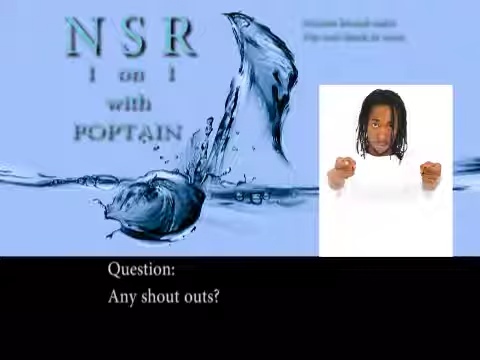 N S R
1 on 1
with
POPTAIN
Question:
Any shout outs?